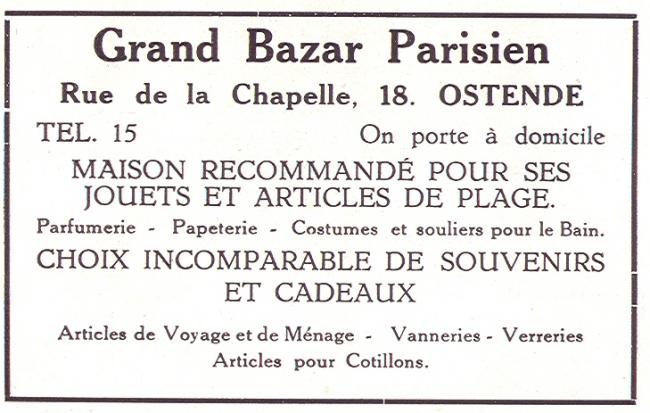 Grand Bazar Parisien
Rue de la Chapelle, 18. OSTENDE
TEL. 15 On porte à domicile
MAISON RECOMMANDÉ POUR SES
JOUETS ET ARTICLES DE PLAGE.
Parfumerie - Papeterie - Costumes et souliers pour le Bain.
CHOIX INCOMPARABLE DE SOUVENIRS
ET CADEAUX
Articles de Voyage et de Ménage - Vanneries - Verreries
Articles pour Cotillons.